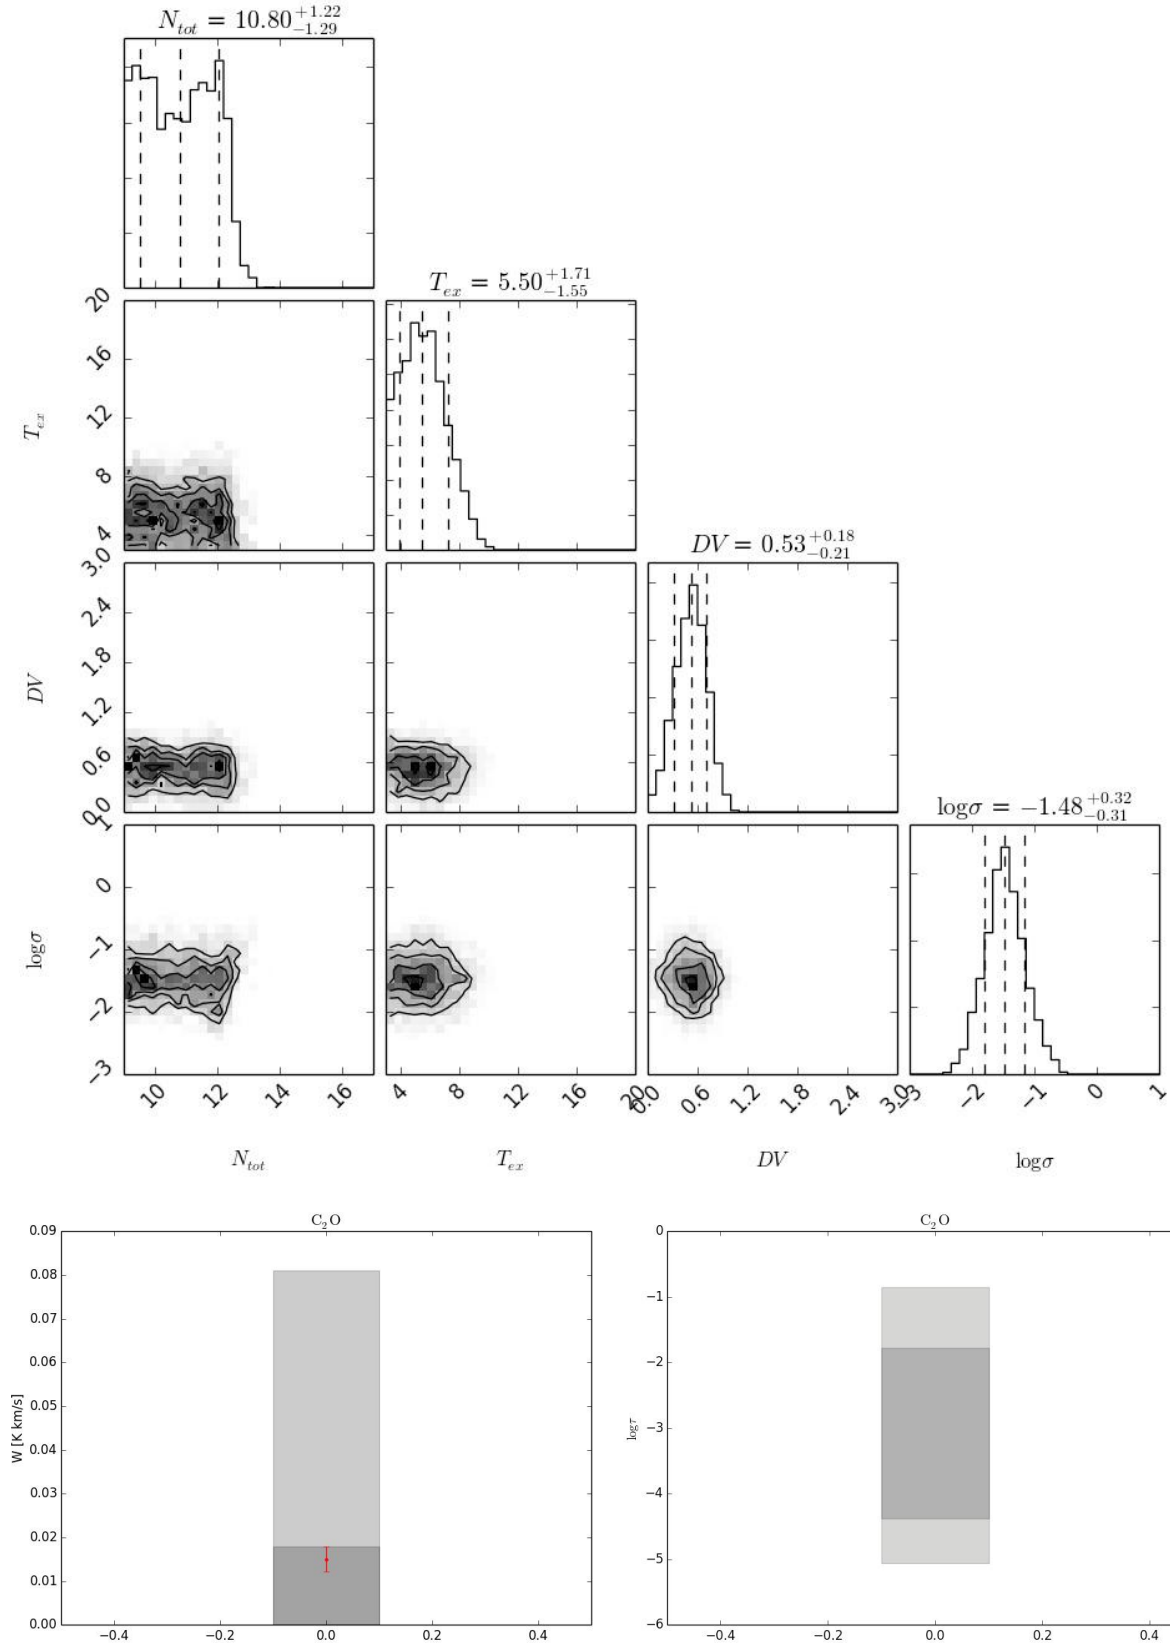 N_tot = 10.80 +1.22 −1.29
T_ex = 5.50 +1.71 −1.55
20
16
12
8
4
T_ex
DV = 0.53 +0.18 −0.21
3.0
2.4
1.8
1.2
0.6
0.0
DV
logσ = −1.48 +0.32 −0.31
1
0
−1
−2
−3
logσ
10 12 14 16
4 8 12 16 20
0.0 0.6 1.2 1.8 2.4 3.0
−3 −2 −1 0 1
N_tot T_ex DV logσ
C₂O
0.09
0.08
0.07
0.06
0.05
0.04
0.03
0.02
0.01
0.00
W [K km/s]
−0.4 −0.2 0.0 0.2 0.4
C₂O
0
−1
−2
−3
−4
−5
−6
logτ
−0.4 −0.2 0.0 0.2 0.4